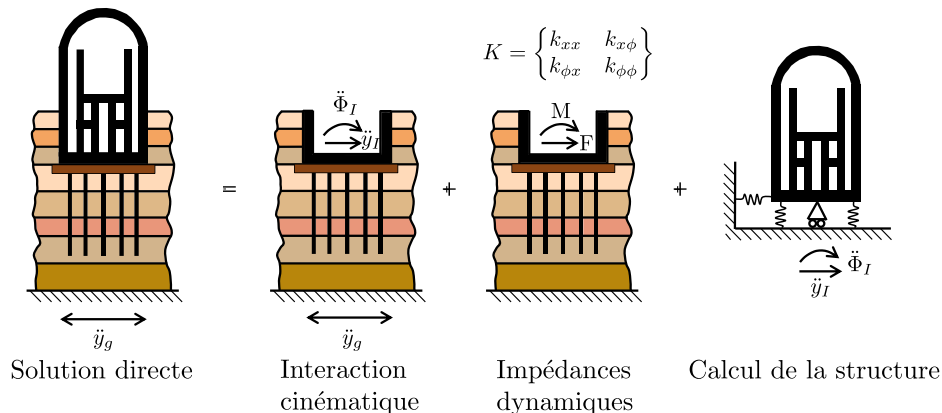 K = { k_xx k_xϕ
k_ϕx k_ϕϕ }
Φ̈_I
ÿ_I
M
F
= + +
Φ̈_I
ÿ_I
ÿ_g
ÿ_g
Solution directe
Interaction
cinématique
Impédances
dynamiques
Calcul de la structure